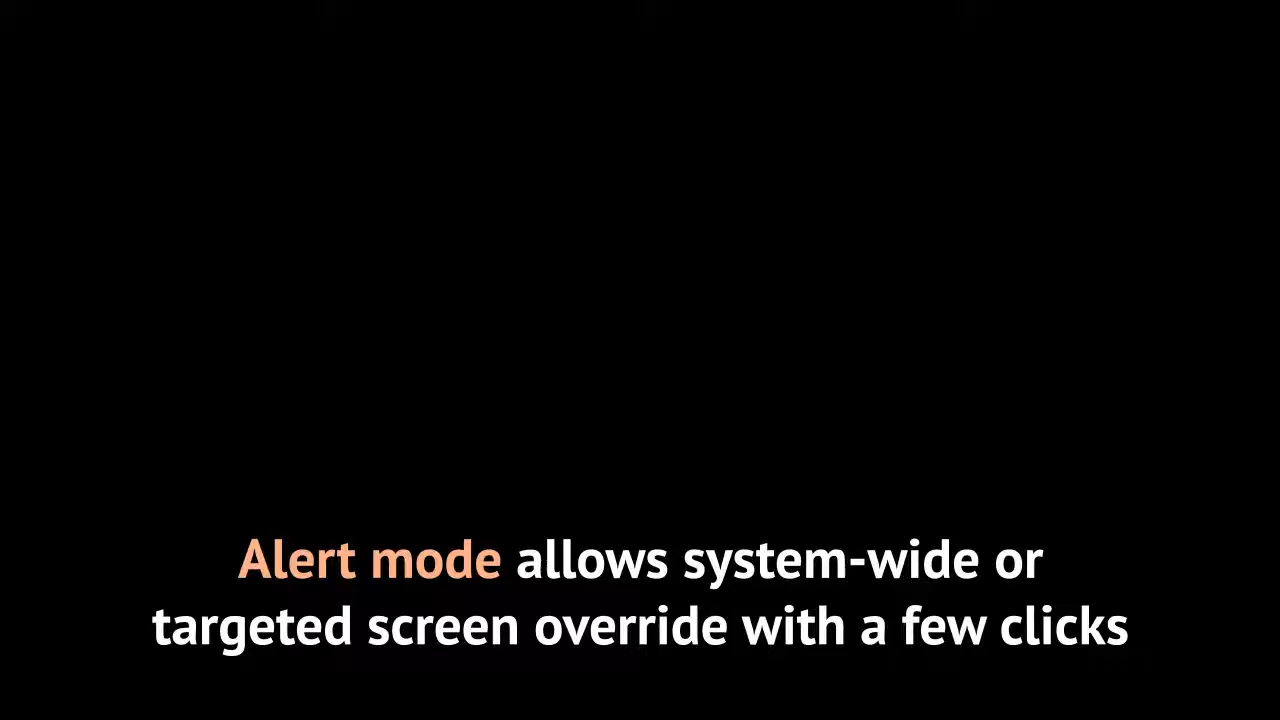 Alert mode allows system-wide or
targeted screen override with a few clicks